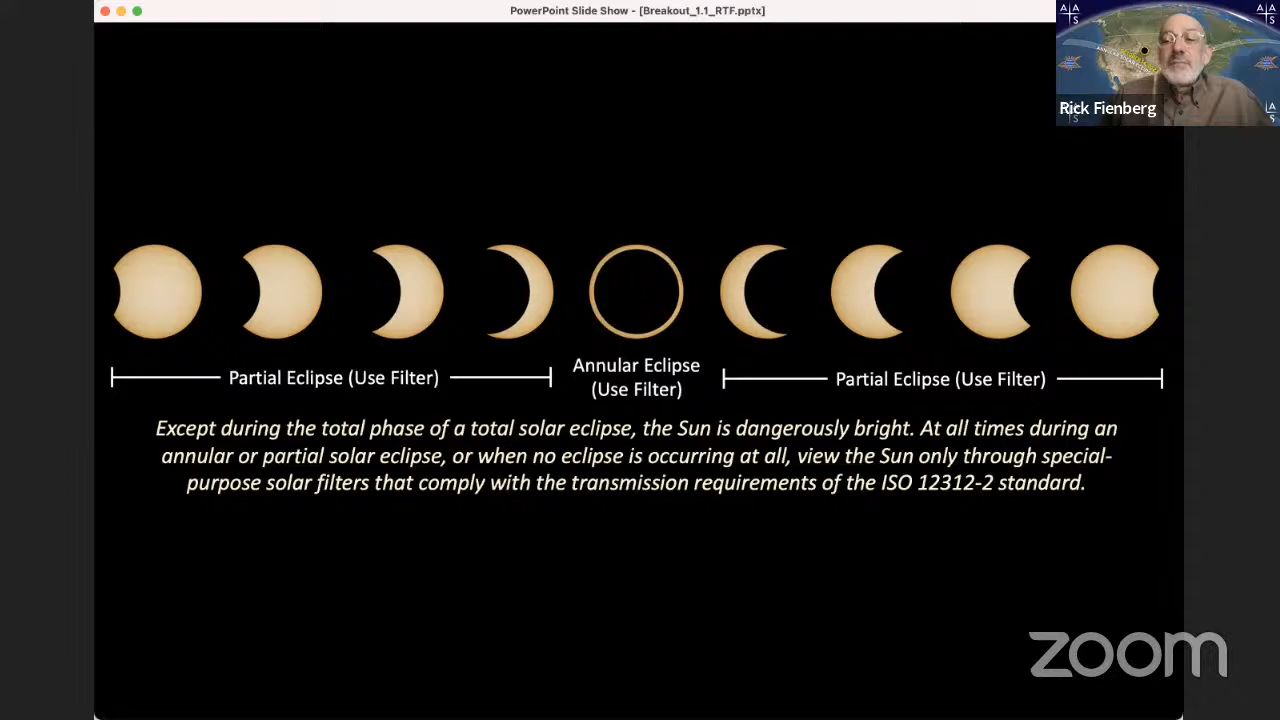 PowerPoint Slide Show - [Breakout_1.1_RTF.pptx]
A A
S
A A
S
Rick Fienberg
Partial Eclipse (Use Filter)
Annular Eclipse
(Use Filter)
Partial Eclipse (Use Filter)
Except during the total phase of a total solar eclipse, the Sun is dangerously bright. At all times during an
annular or partial solar eclipse, or when no eclipse is occurring at all, view the Sun only through special-
purpose solar filters that comply with the transmission requirements of the ISO 12312-2 standard.
zoom